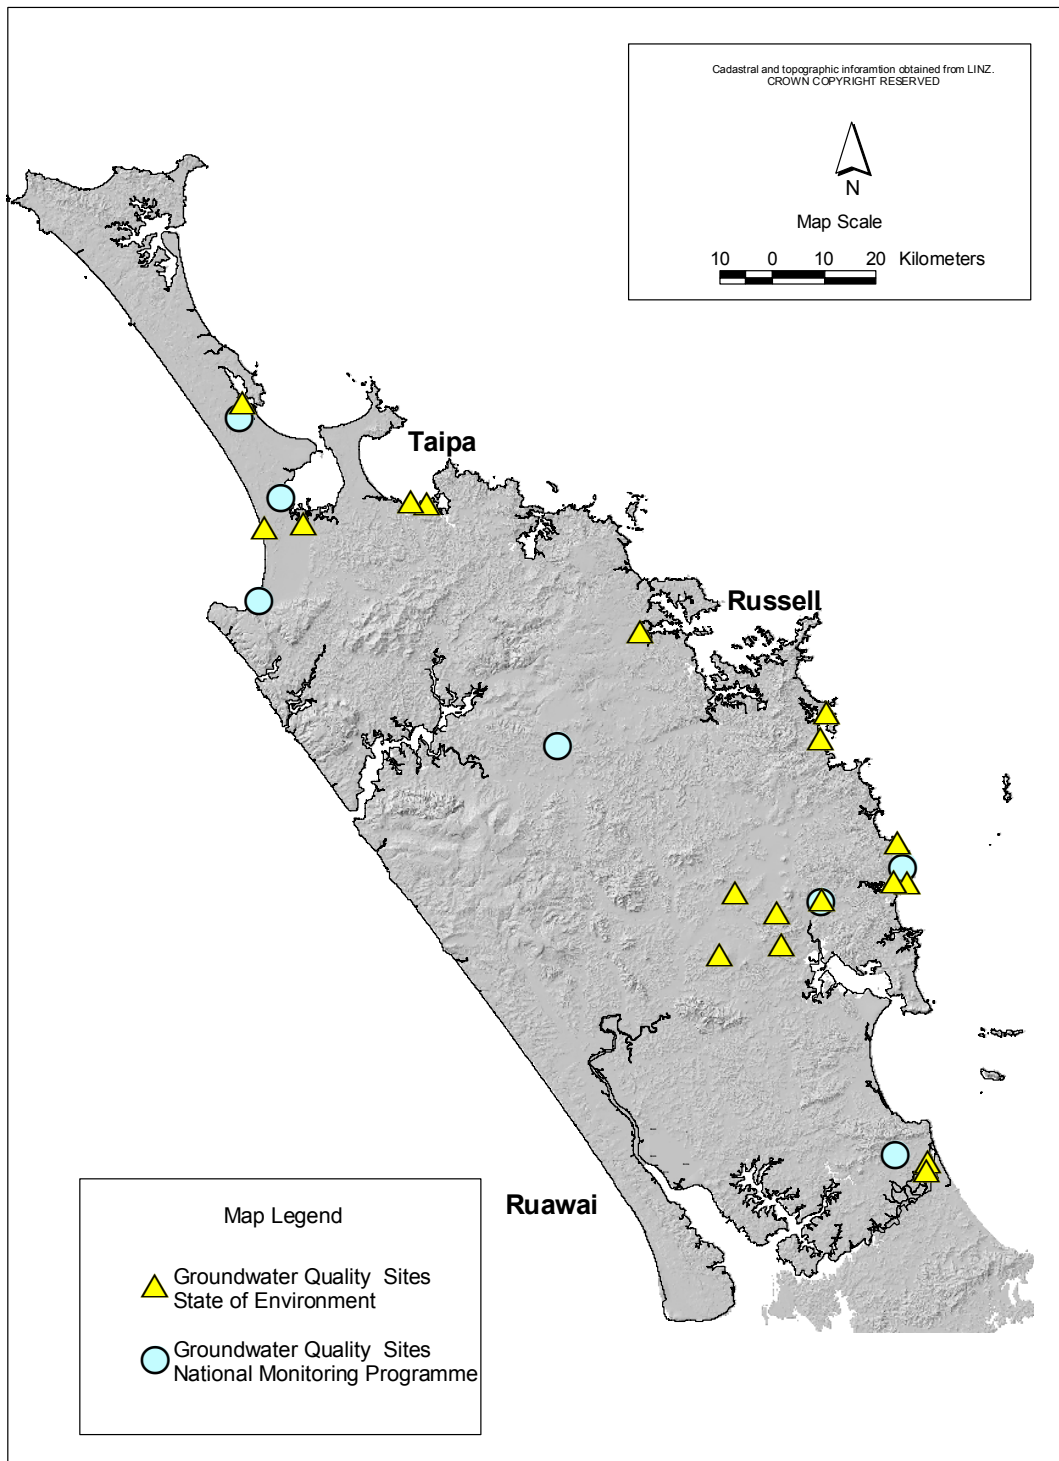 Cadastral and topographic inforamtion obtained from LINZ.
CROWN COPYRIGHT RESERVED
N
Map Scale
10 0 10 20 Kilometers
Taipa
Russell
Ruawai
Map Legend
Groundwater Quality Sites
State of Environment
Groundwater Quality Sites
National Monitoring Programme